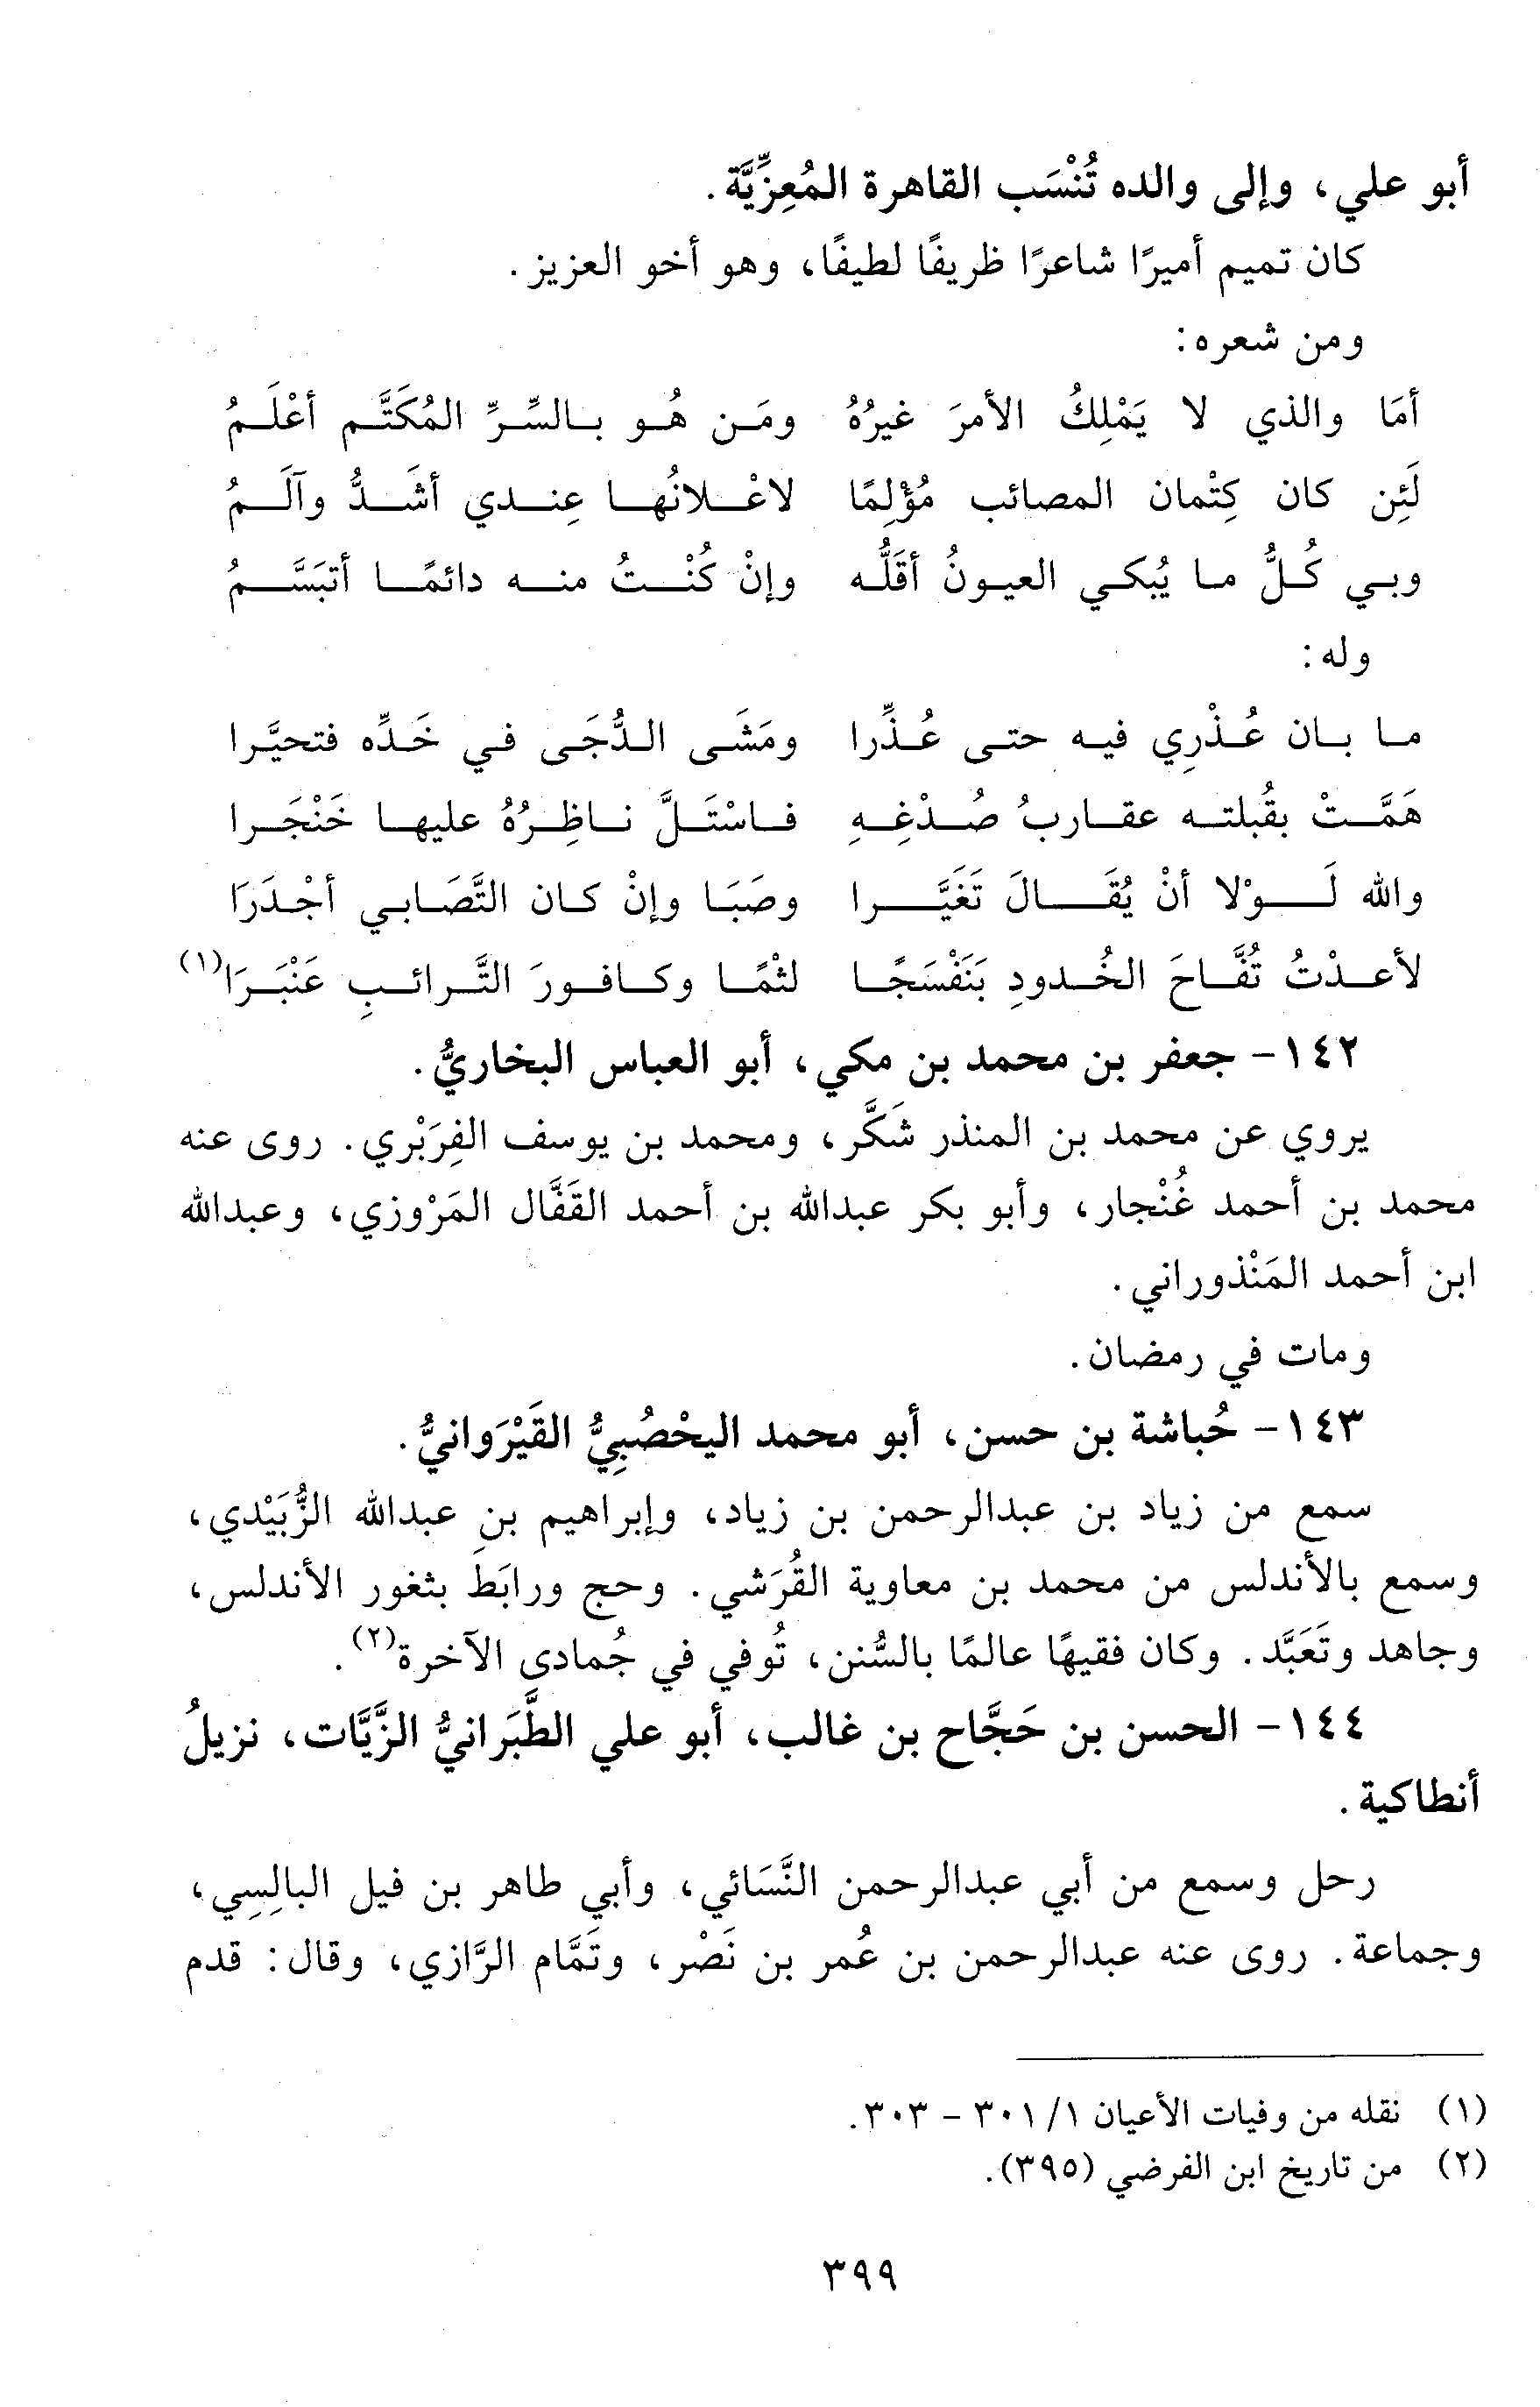 أبو علي، وإلى والده تُنْسَب القاهرة المُعِزِّيَّة.
كان تميم أميرًا شاعرًا ظريفًا لطيفًا، وهو أخو العزيز.
ومن شعره:
أمَا والذي لا يَمْلِكُ الأمرَ غيرُهُ ومَن هُو بالسِّرِّ المُكَتَّم أعْلَمُ
لَئِن كان كِتْمان المصائب مُؤْلِمًا لاعْلانُها عِندي أشَدُّ وآلَمُ
وبي كُلُّ ما يُبكي العيونُ أقَلُّه وإنْ كُنْتُ منه دائمًا أتبَسَّمُ
وله:
ما بان عُذْرِي فيه حتى عُذِّرا ومَشَى الدُّجَى في خَدِّه فتحيَّرا
هَمَّتْ بقُبلته عقاربُ صُدْغِهِ فاسْتَلَّ ناظِرُهُ عليها خَنْجَرا
والله لَوْلا أنْ يُقَالَ تَغَيَّرا وصَبَا وإنْ كان التَّصَابي أجْدَرَا
لأعدْتُ تُفَّاحَ الخُدودِ بَنَفْسَجًا لثْمًا وكافورَ التَّرائبِ عَنْبَرَا(١)
١٤٢- جعفر بن محمد بن مكي، أبو العباس البخاريُّ.
يروي عن محمد بن المنذر شَكَّر، ومحمد بن يوسف الفِرَبْري. روى عنه
محمد بن أحمد غُنْجار، وأبو بكر عبدالله بن أحمد القَفَّال المَرْوزي، وعبدالله
ابن أحمد المَنْذوراني.
ومات في رمضان.
١٤٣- حُباشة بن حسن، أبو محمد اليحْصُبِيُّ القَيْرَوانيُّ.
سمع من زياد بن عبدالرحمن بن زياد، وإبراهيم بنِ عبدالله الزُّبَيْدي،
وسمع بالأندلس من محمد بن معاوية القُرَشي. وحج ورابَطَ بثغور الأندلس،
وجاهد وتَعَبَّد. وكان فقيهًا عالمًا بالسُّنن، تُوفي في جُمادى الآخرة(٢).
١٤٤- الحسن بن حَجَّاح بن غالب، أبو علي الطَّبَرانيُّ الزَّيَّات، نزيلُ
أنطاكية.
رحل وسمع من أبي عبدالرحمن النَّسَائي، وأبي طاهر بن فيل البالِسِي،
وجماعة. روى عنه عبدالرحمن بن عُمر بن نَصْر، وتَمَّام الرَّازي، وقال: قدم
(١) نقله من وفيات الأعيان ١/ ٣٠١ - ٣٠٣.
(٢) من تاريخ ابن الفرضي (٣٩٥).
٣٩٩